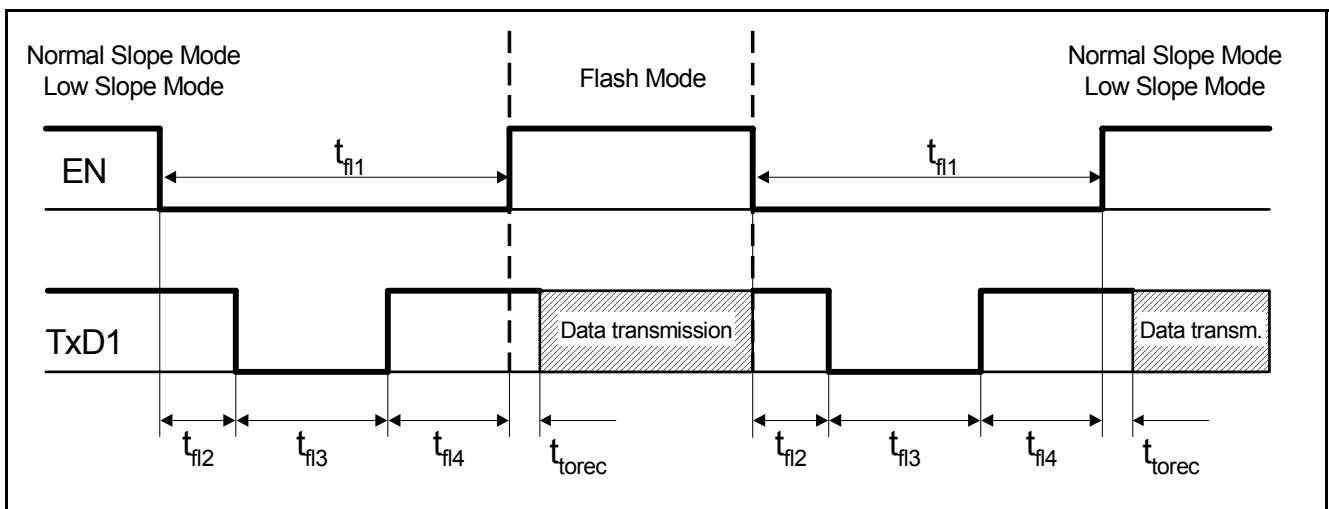 Normal Slope Mode
Low Slope Mode
Flash Mode
Normal Slope Mode
Low Slope Mode
EN
tfl1
tfl1
TxD1
Data transmission
Data transm.
tfl2
tfl3
tfl4
ttorec
tfl2
tfl3
tfl4
ttorec